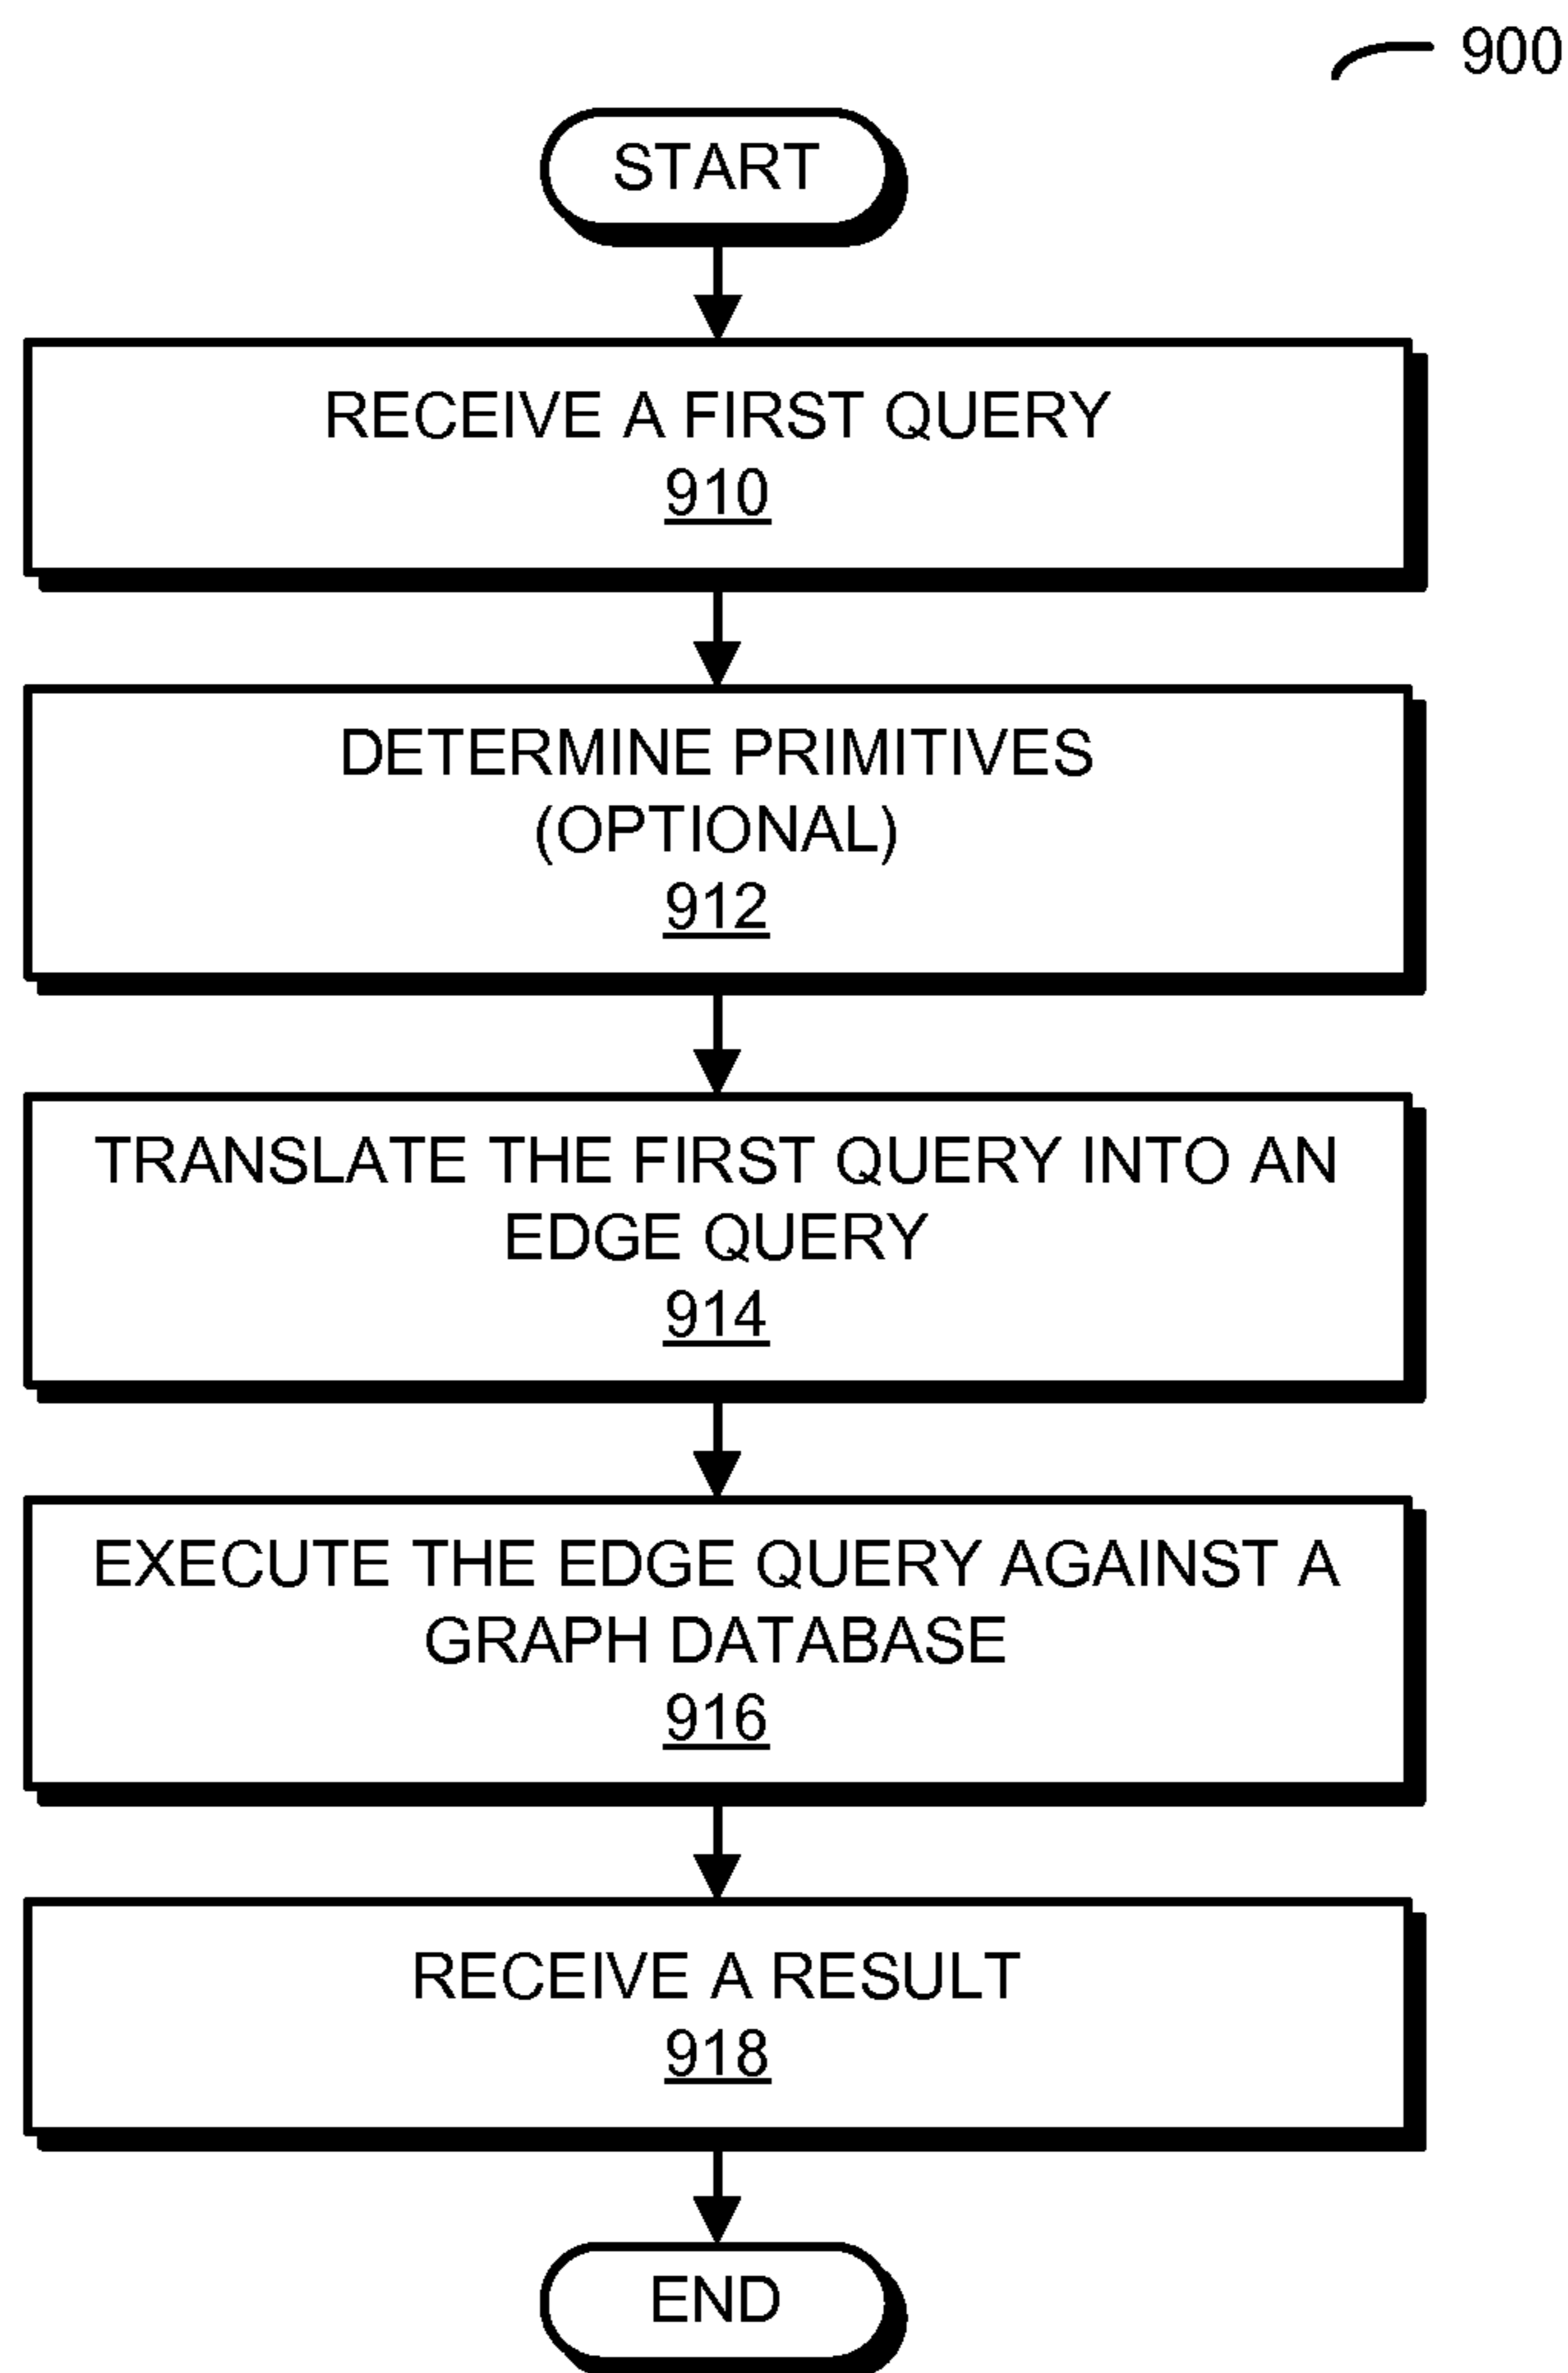 900
START
RECEIVE A FIRST QUERY
910
DETERMINE PRIMITIVES
(OPTIONAL)
912
TRANSLATE THE FIRST QUERY INTO AN
EDGE QUERY
914
EXECUTE THE EDGE QUERY AGAINST A
GRAPH DATABASE
916
RECEIVE A RESULT
918
END